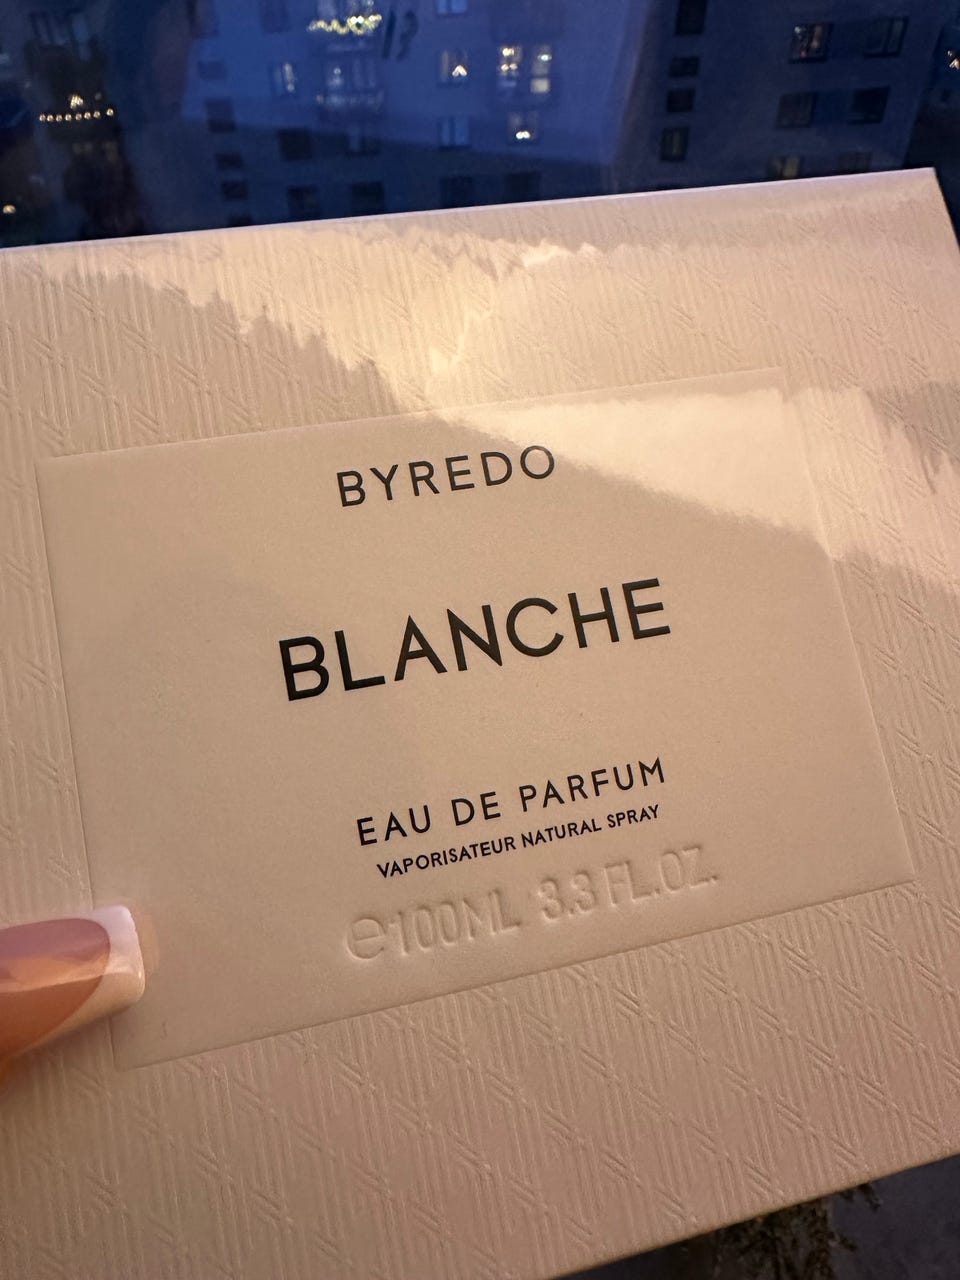 BYREDO
BLANCHE
EAU DE PARFUM
VAPORISATEUR NATURAL SPRAY
℮100ML 3.3 FL.OZ.